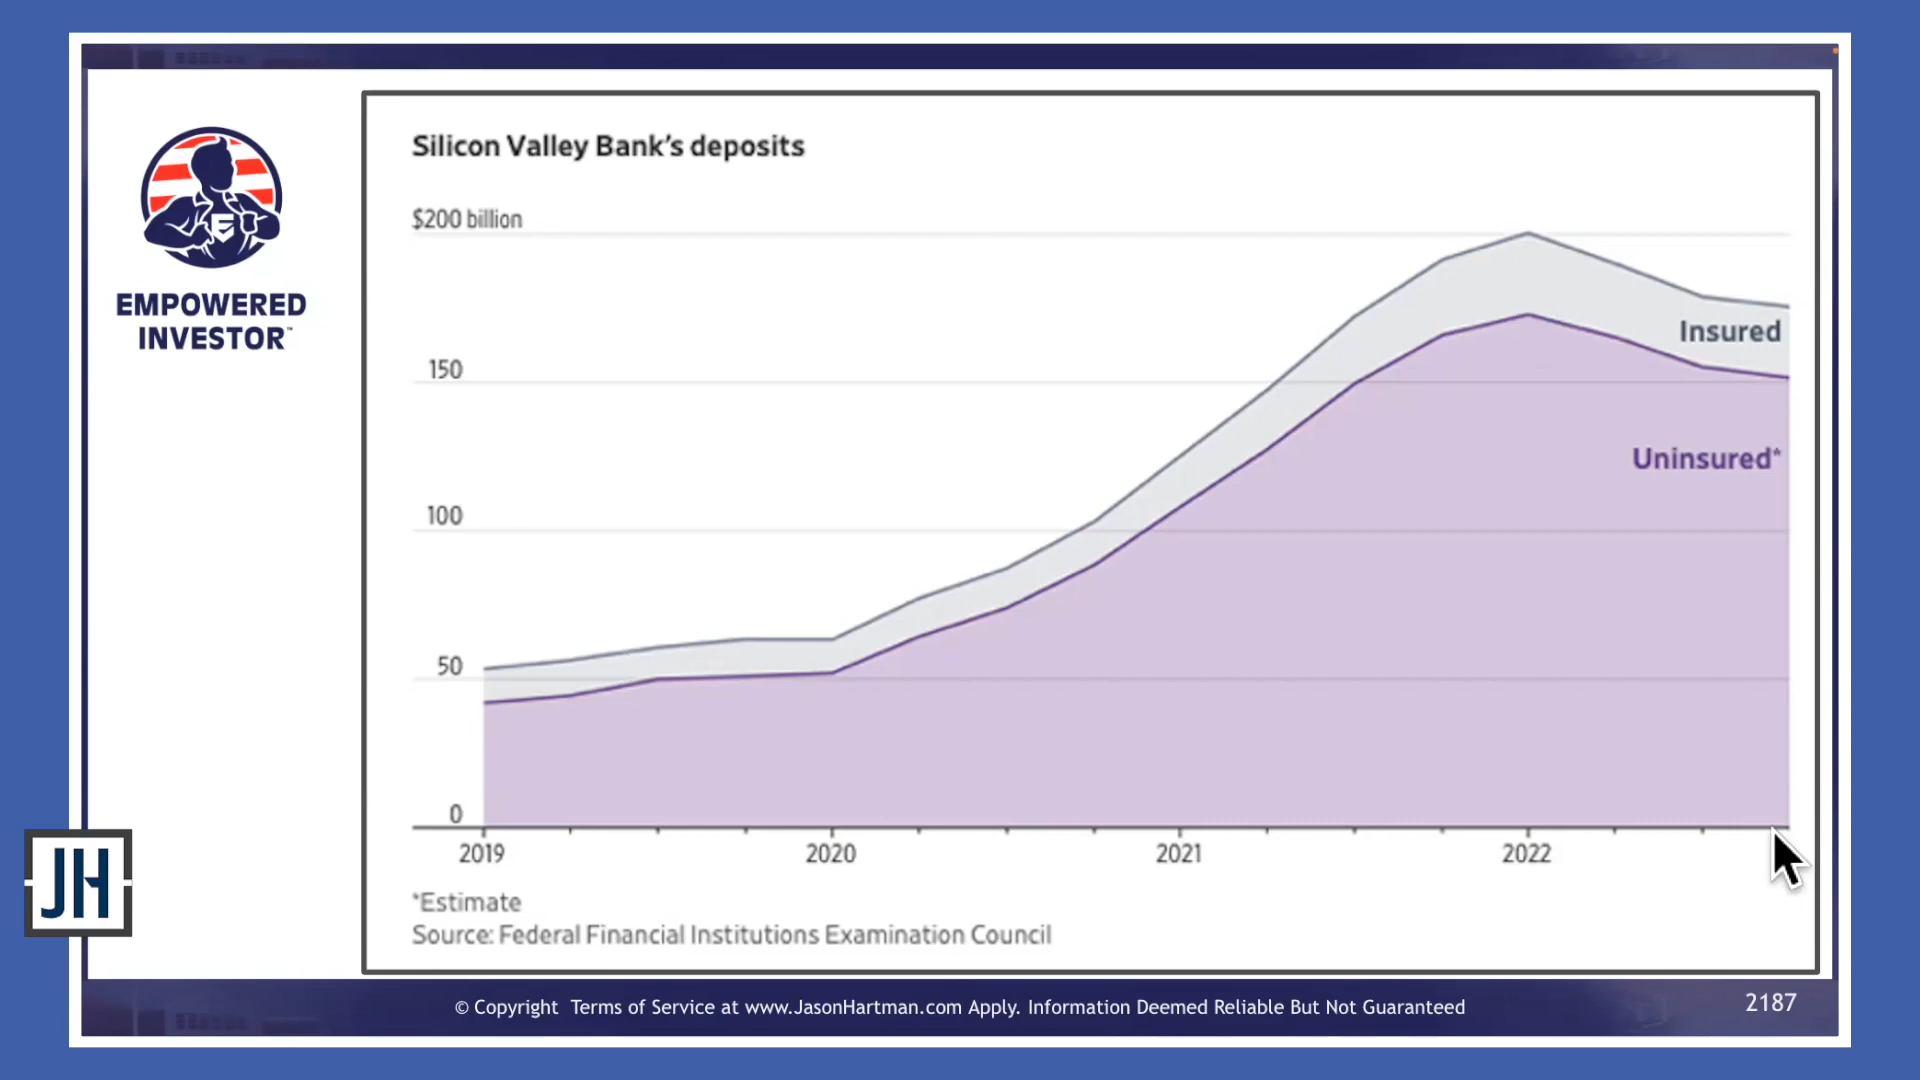 Silicon Valley Bank's deposits
$200 billion
150
100
50
0
Insured
Uninsured*
2019 2020 2021 2022
*Estimate
Source: Federal Financial Institutions Examination Council
E
EMPOWERED
INVESTOR™
JH
© Copyright Terms of Service at www.JasonHartman.com Apply. Information Deemed Reliable But Not Guaranteed
2187